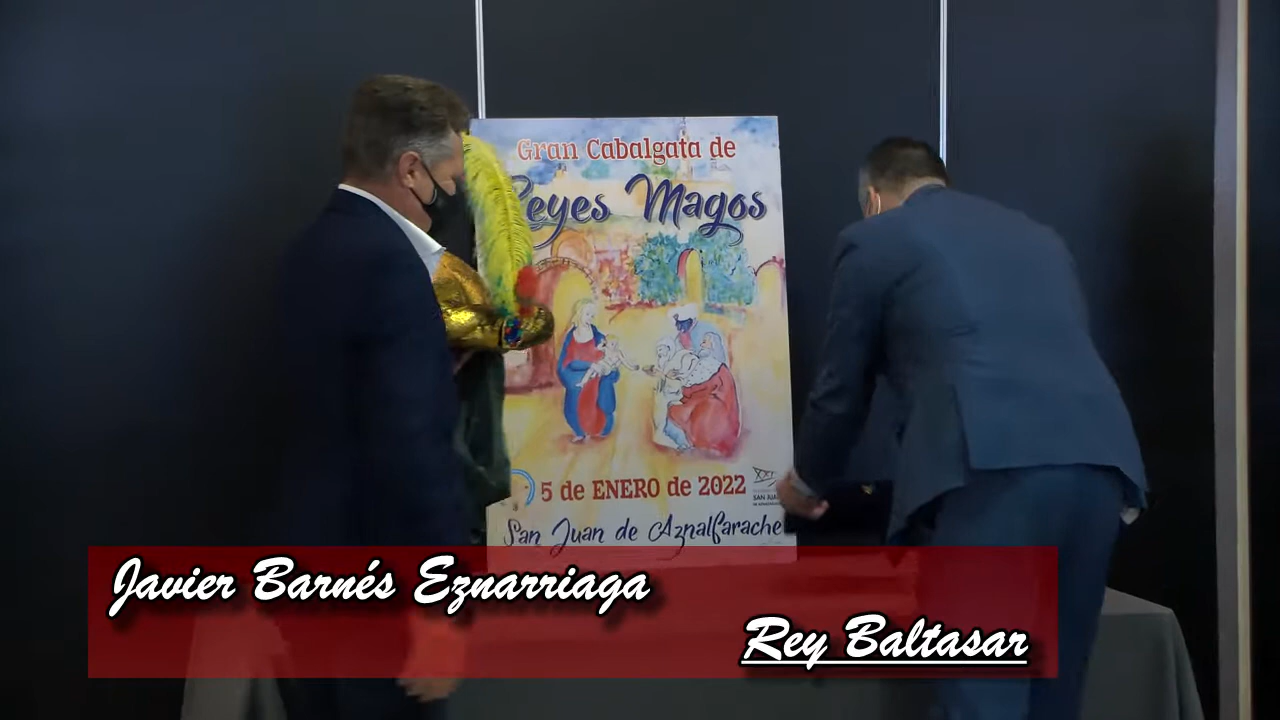 Gran Cabalgata de
Reyes Magos
5 de ENERO de 2022
San Juan de Aznalfarache
Javier Barnés Eznarriaga
Rey Baltasar